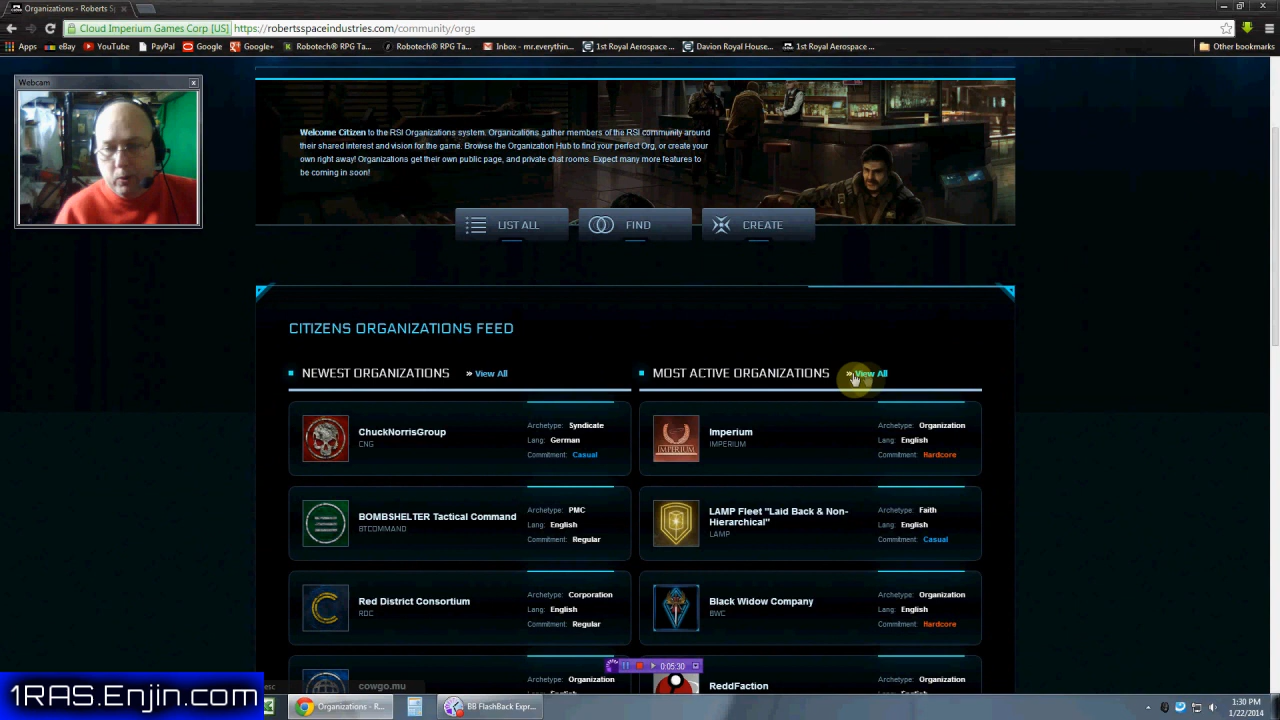 Organizations - Roberts Sp
Cloud Imperium Games Corp [US] https://robertsspaceindustries.com/community/orgs
Apps eBay YouTube PayPal Google Google+ Robotech® RPG Ta... Robotech® RPG Ta... Inbox - mr.everythin... 1st Royal Aerospace ... Davion Royal House... 1st Royal Aerospace ... Other bookmarks
Webcam
Welcome Citizen to the RSI Organizations system. Organizations gather members of the RSI community around
their shared interest and vision for the game. Browse the Organization Hub to find your perfect Org, or create your
own right away! Organizations get their own public page, and private chat rooms. Expect many more features to
be coming in soon!
LIST ALL FIND CREATE
CITIZENS ORGANIZATIONS FEED
NEWEST ORGANIZATIONS » View All
ChuckNorrisGroup
CNG
Archetype: Syndicate
Lang: German
Commitment: Casual
BOMBSHELTER Tactical Command
BTCOMMAND
Archetype: PMC
Lang: English
Commitment: Regular
Red District Consortium
RDC
Archetype: Corporation
Lang: English
Commitment: Regular
cowgo.mu
Archetype: Organization
Lang: English
MOST ACTIVE ORGANIZATIONS » View All
Imperium
IMPERIUM
IMPERIUM
Archetype: Organization
Lang: English
Commitment: Hardcore
LAMP Fleet "Laid Back & Non-
Hierarchical"
LAMP
Archetype: Faith
Lang: English
Commitment: Casual
Black Widow Company
BWC
Archetype: Organization
Lang: English
Commitment: Hardcore
ReddFaction
Archetype: Organization
Lang: English
0:05:30
esc
1RAS.Enjin.com
Organizations - R...
BB FlashBack Expr...
1:30 PM
1/22/2014